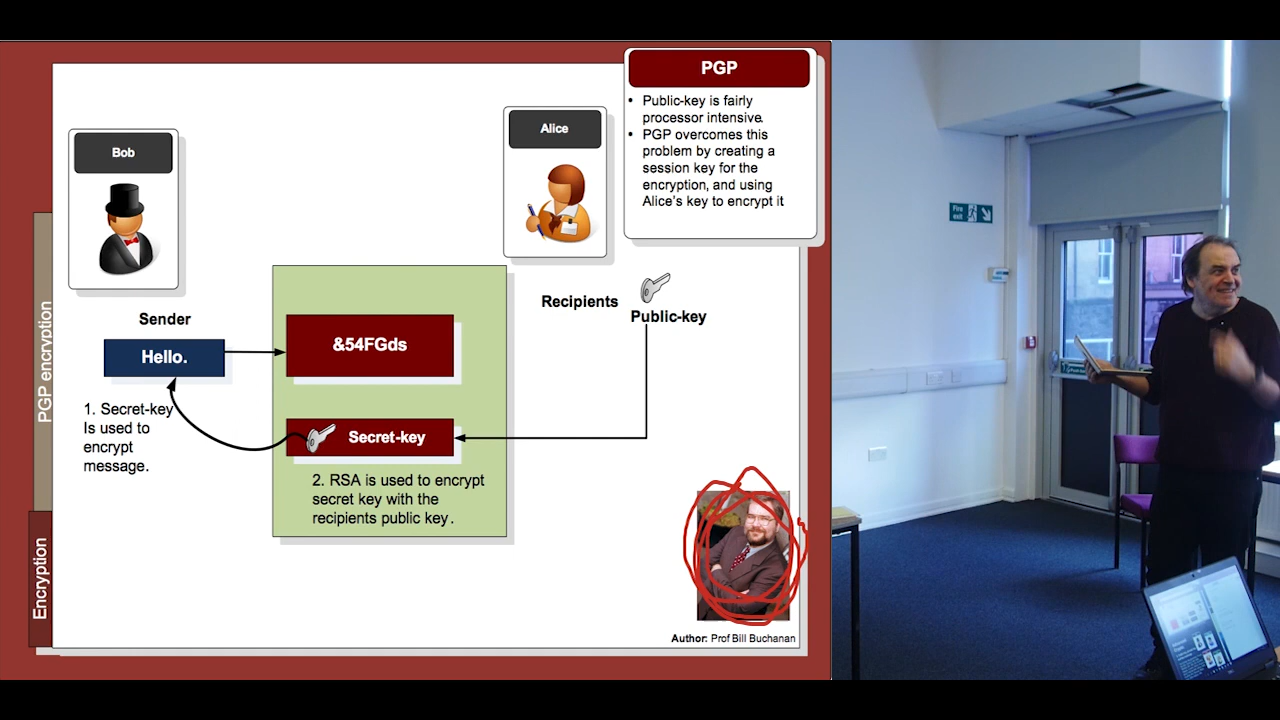 PGP
• Public-key is fairly
processor intensive.
• PGP overcomes this
problem by creating a
session key for the
encryption, and using
Alice's key to encrypt it
Bob
Alice
Recipients
Public-key
Sender
Hello.
&54FGds
1. Secret-key
Is used to
encrypt
message.
Secret-key
2. RSA is used to encrypt
secret key with the
recipients public key.
PGP encryption
Encryption
Author: Prof Bill Buchanan
Fire
exit